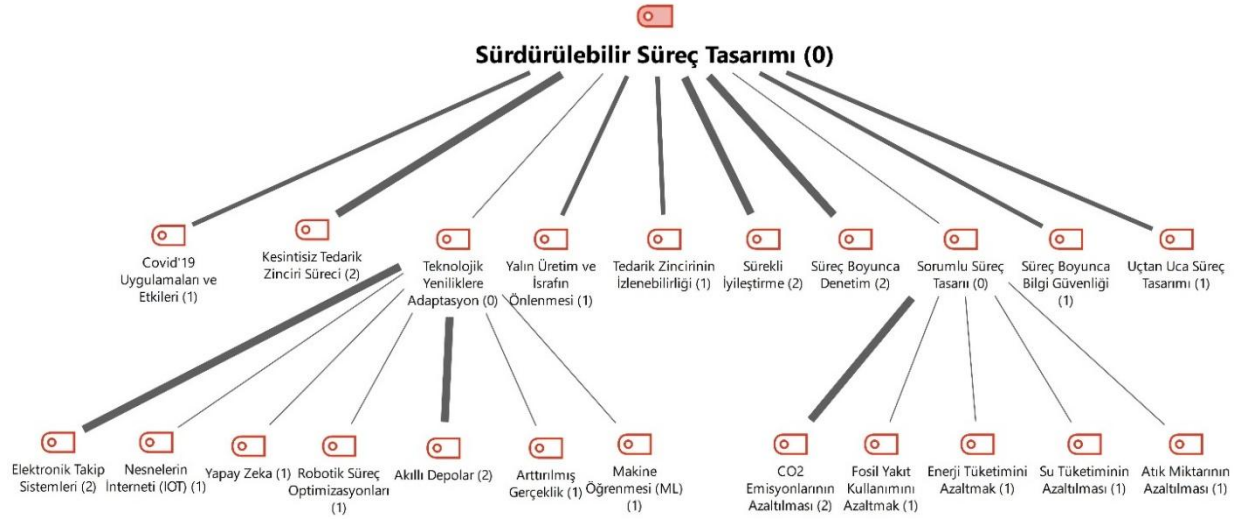 Sürdürülebilir Süreç Tasarımı (0)
Covid'19
Uygulamaları ve
Etkileri (1)
Kesintisiz Tedarik
Zinciri Süreci (2)
Teknolojik
Yeniliklere
Adaptasyon (0)
Yalın Üretim ve
İsrafın
Önlenmesi (1)
Tedarik Zincirinin
İzlenebilirliği (1)
Sürekli
İyileştirme (2)
Süreç Boyunca
Denetim (2)
Sorumlu Süreç
Tasarıı (0)
Süreç Boyunca
Bilgi Güvenliği
(1)
Uçtan Uca Süreç
Tasarımı (1)
Elektronik Takip
Sistemleri (2)
Nesnelerin
İnterneti (IOT) (1)
Yapay Zeka (1)
Robotik Süreç
Optimizasyonları
(1)
Akıllı Depolar (2)
Arttırılmış
Gerçeklik (1)
Makine
Öğrenmesi (ML)
(1)
CO2
Emisyonlarının
Azaltılması (2)
Fosil Yakıt
Kullanımını
Azaltmak (1)
Enerji Tüketimini
Azaltmak (1)
Su Tüketiminin
Azaltılması (1)
Atık Miktarının
Azaltılması (1)